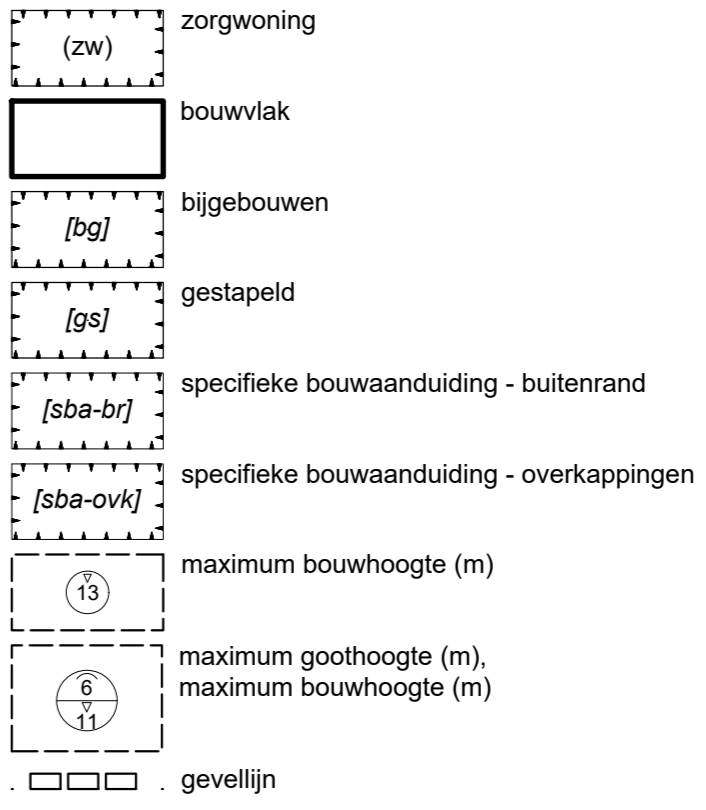 (zw) zorgwoning
bouwvlak
[bg] bijgebouwen
[gs] gestapeld
[sba-br] specifieke bouwaanduiding - buitenrand
[sba-ovk] specifieke bouwaanduiding - overkappingen
13 maximum bouwhoogte (m)
6 maximum goothoogte (m),
11 maximum bouwhoogte (m)
gevellijn